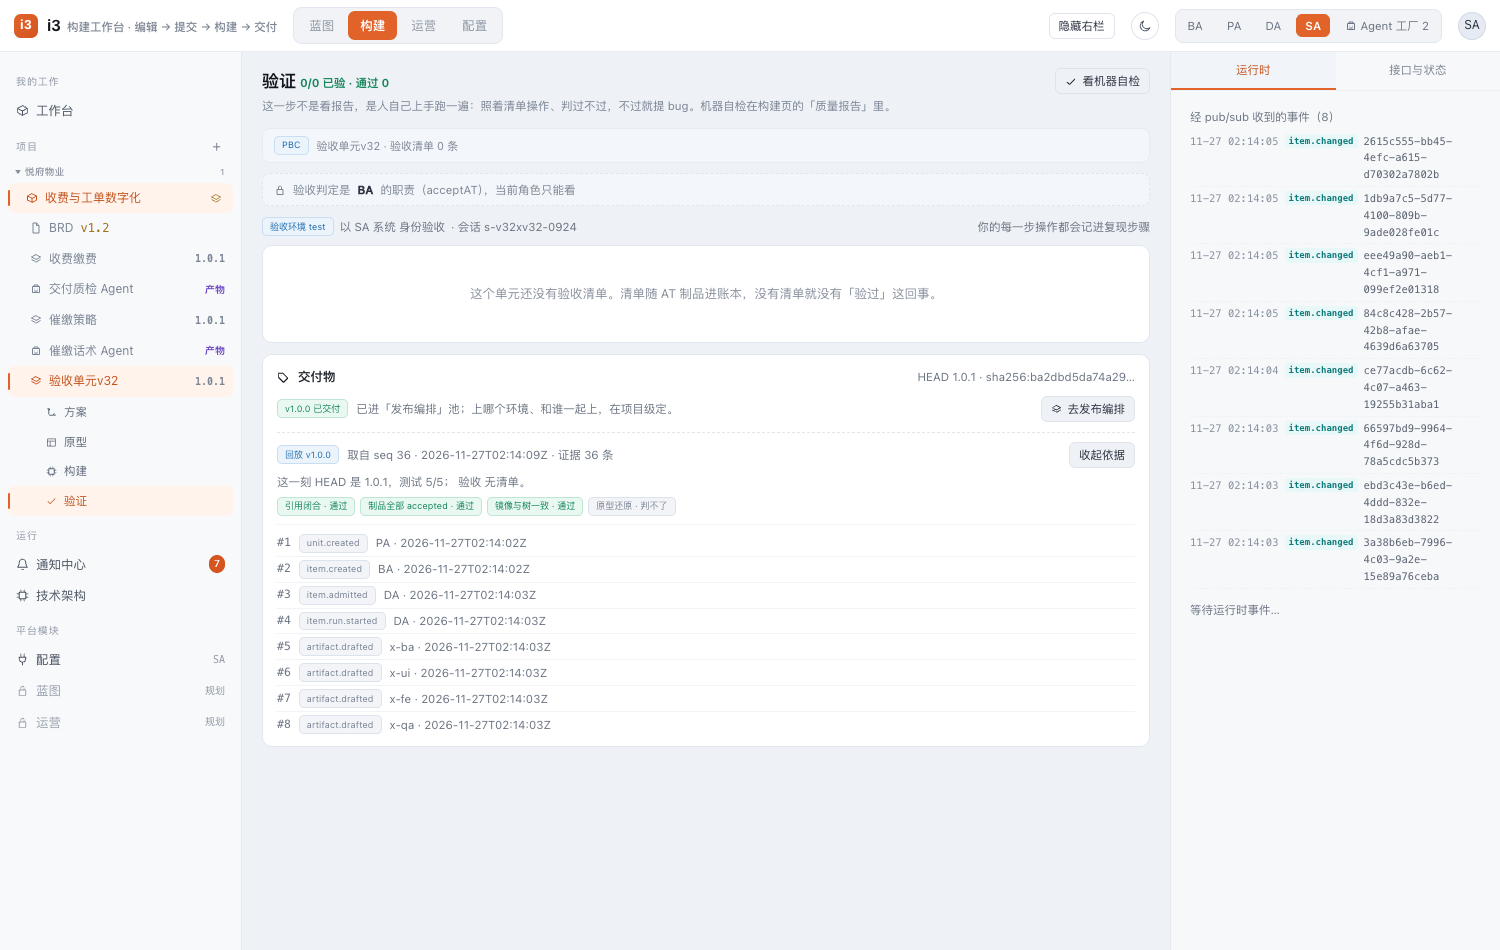 i3 i3 构建工作台 · 编辑 → 提交 → 构建 → 交付 蓝图 构建 运营 配置 隐藏右栏 BA PA DA SA Agent 工厂 2 SA
我的工作
工作台
项目 +
悦府物业 1
收费与工单数字化
BRD v1.2
收费缴费 1.0.1
交付质检 Agent 产物
催缴策略 1.0.1
催缴话术 Agent 产物
验收单元v32 1.0.1
方案
原型
构建
验证
运行
通知中心 7
技术架构
平台模块
配置 SA
蓝图 规划
运营 规划
验证 0/0 已验 · 通过 0 看机器自检
这一步不是看报告，是人自己上手跑一遍：照着清单操作、判过不过，不过就提 bug。机器自检在构建页的「质量报告」里。
PBC 验收单元v32 · 验收清单 0 条
验收判定是 BA 的职责（acceptAT），当前角色只能看
验收环境 test 以 SA 系统 身份验收 · 会话 s-v32xv32-0924 你的每一步操作都会记进复现步骤
这个单元还没有验收清单。清单随 AT 制品进账本，没有清单就没有「验过」这回事。
交付物 HEAD 1.0.1 · sha256:ba2dbd5da74a29...
v1.0.0 已交付 已进「发布编排」池；上哪个环境、和谁一起上，在项目级定。 去发布编排
回放 v1.0.0 取自 seq 36 · 2026-11-27T02:14:09Z · 证据 36 条 收起依据
这一刻 HEAD 是 1.0.1，测试 5/5； 验收 无清单。
引用闭合 · 通过 制品全部 accepted · 通过 镜像与树一致 · 通过 原型还原 · 判不了
#1 unit.created PA · 2026-11-27T02:14:02Z
#2 item.created BA · 2026-11-27T02:14:02Z
#3 item.admitted DA · 2026-11-27T02:14:03Z
#4 item.run.started DA · 2026-11-27T02:14:03Z
#5 artifact.drafted x-ba · 2026-11-27T02:14:03Z
#6 artifact.drafted x-ui · 2026-11-27T02:14:03Z
#7 artifact.drafted x-fe · 2026-11-27T02:14:03Z
#8 artifact.drafted x-qa · 2026-11-27T02:14:03Z
运行时 接口与状态
经 pub/sub 收到的事件（8）
11-27 02:14:05 item.changed 2615c555-bb45-
4efc-a615-
d70302a7802b
11-27 02:14:05 item.changed 1db9a7c5-5d77-
4100-809b-
9ade028fe01c
11-27 02:14:05 item.changed eee49a90-aeb1-
4cf1-a971-
099ef2e01318
11-27 02:14:05 item.changed 84c8c428-2b57-
42b8-afae-
4639d6a63705
11-27 02:14:04 item.changed ce77acdb-6c62-
4c07-a463-
19255b31aba1
11-27 02:14:03 item.changed 66597bd9-9964-
4f6d-928d-
78a5cdc5b373
11-27 02:14:03 item.changed ebd3c43e-b6ed-
4ddd-832e-
18d3a83d3822
11-27 02:14:03 item.changed 3a38b6eb-7996-
4c03-9a2e-
15e89a76ceba
等待运行时事件…